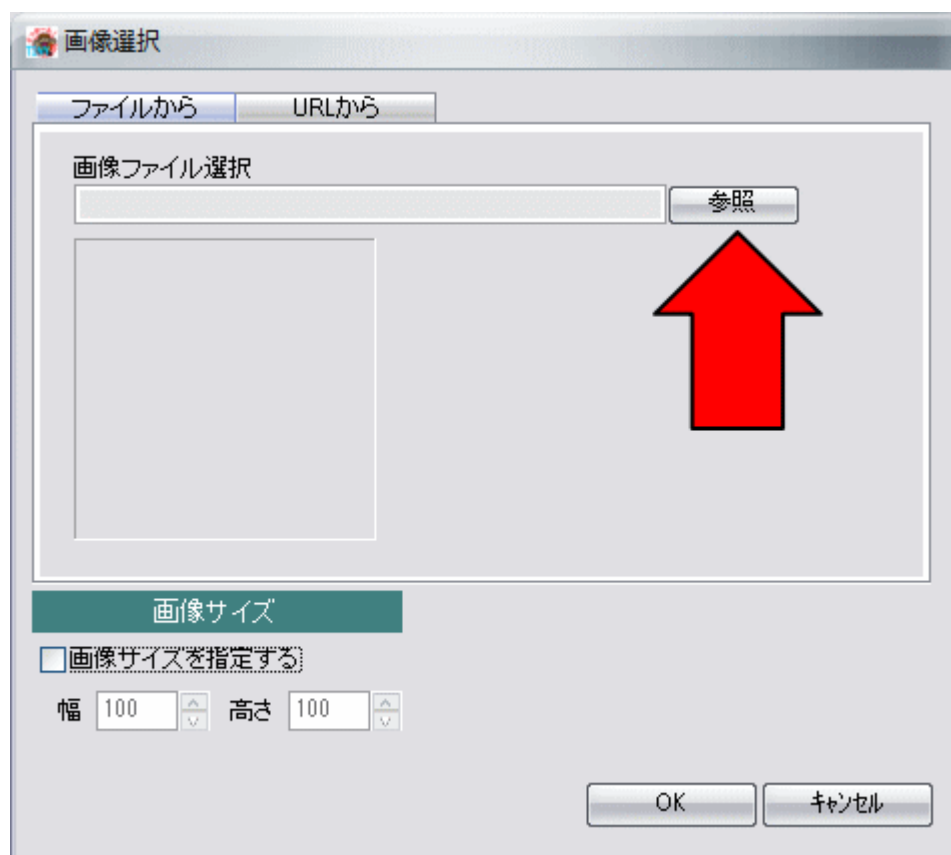 画像選択
ファイルから URLから
画像ファイル選択
参照
画像サイズ
画像サイズを指定する
幅 100 高さ 100
OK キャンセル